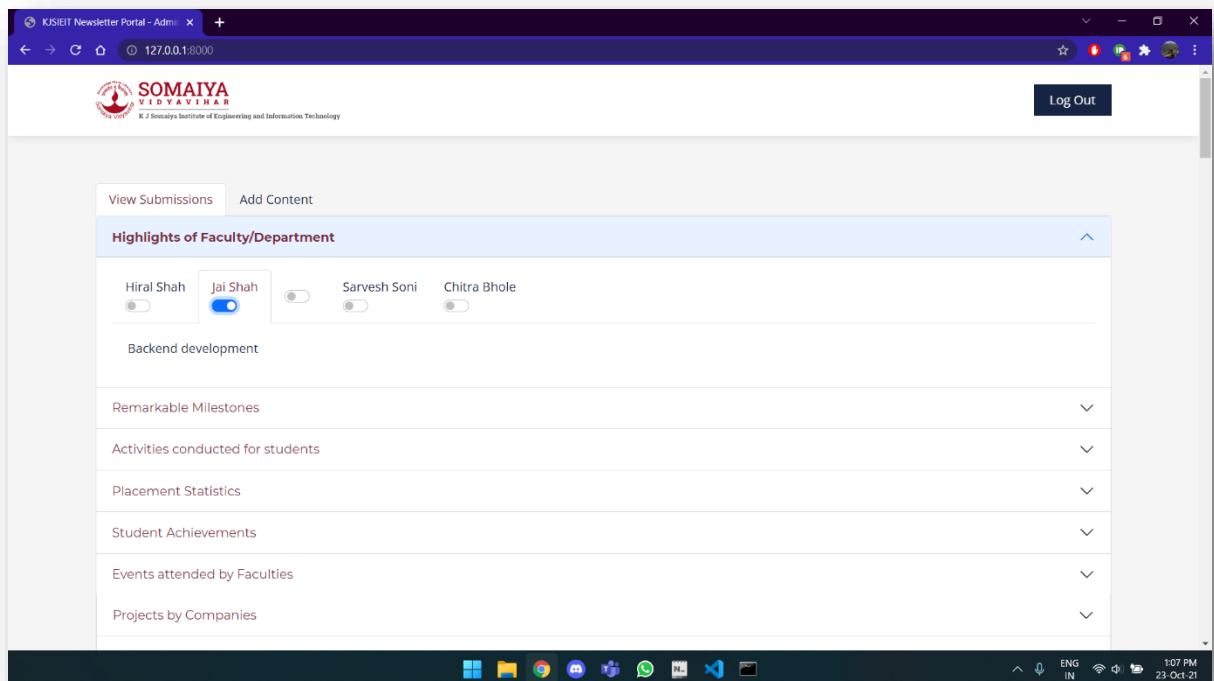 KJSIEIT Newsletter Portal - Admi
127.0.0.1:8000
SOMAIYA
VIDYAVIHAR
K J Somaiya Institute of Engineering and Information Technology
Log Out
View Submissions Add Content
Highlights of Faculty/Department
Hiral Shah Jai Shah Sarvesh Soni Chitra Bhole
Backend development
Remarkable Milestones
Activities conducted for students
Placement Statistics
Student Achievements
Events attended by Faculties
Projects by Companies
ENG 1:07 PM
IN 23-Oct-21